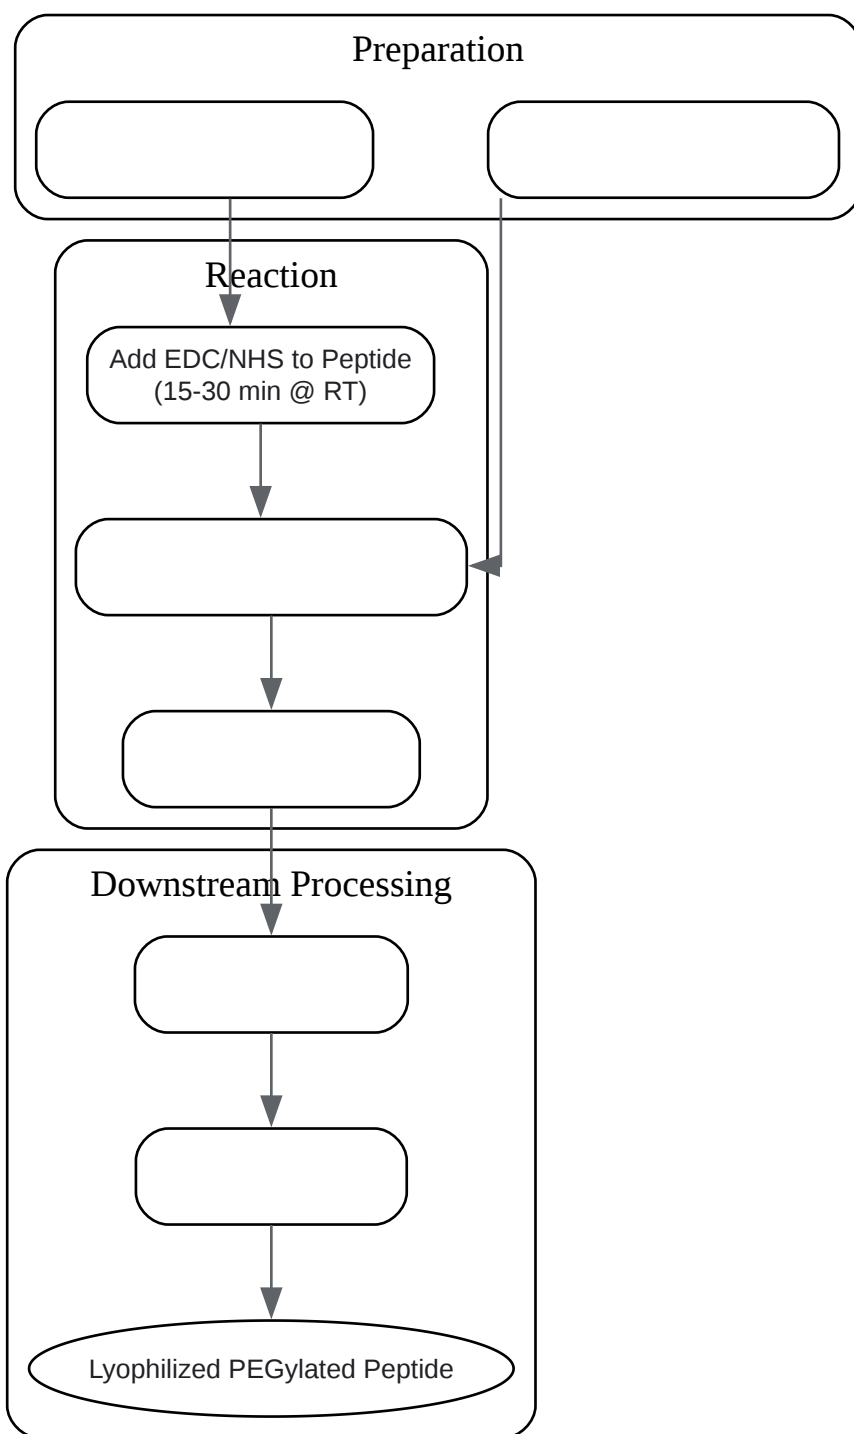 Preparation
Reaction
Add EDC/NHS to Peptide
(15-30 min @ RT)
Downstream Processing
Lyophilized PEGylated Peptide